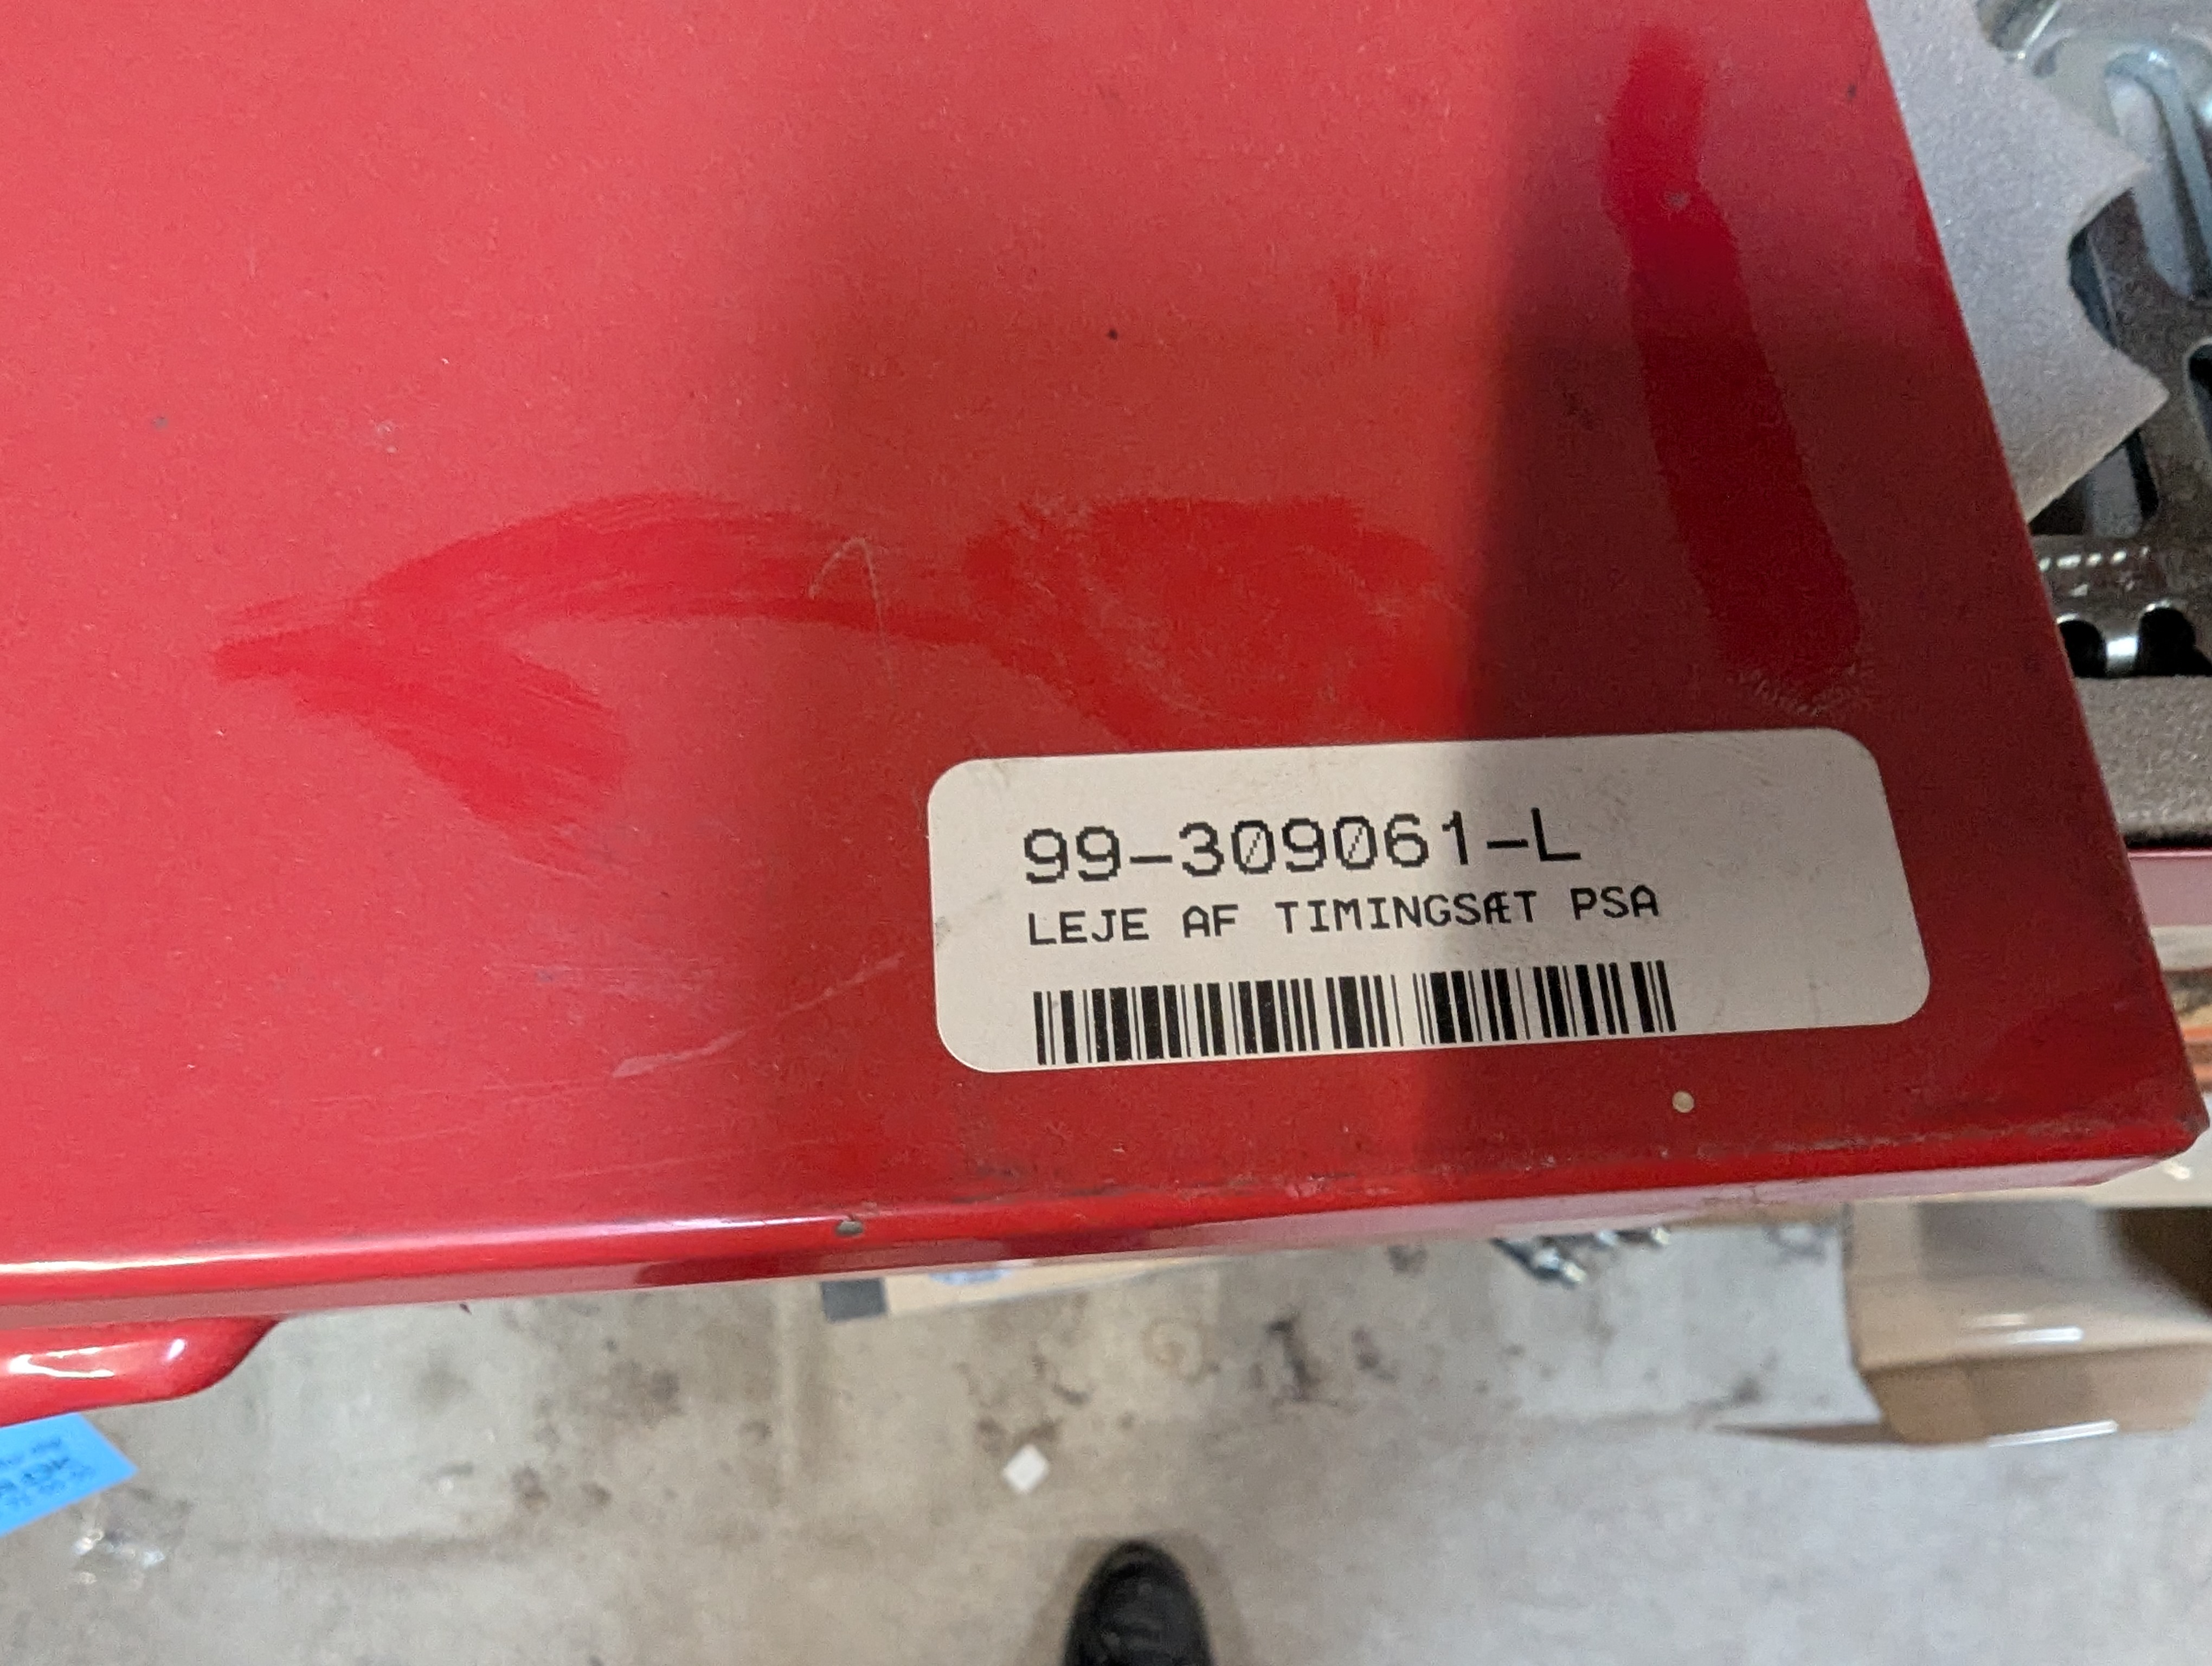 99-309061-L
LEJE AF TIMINGSÆT PSA